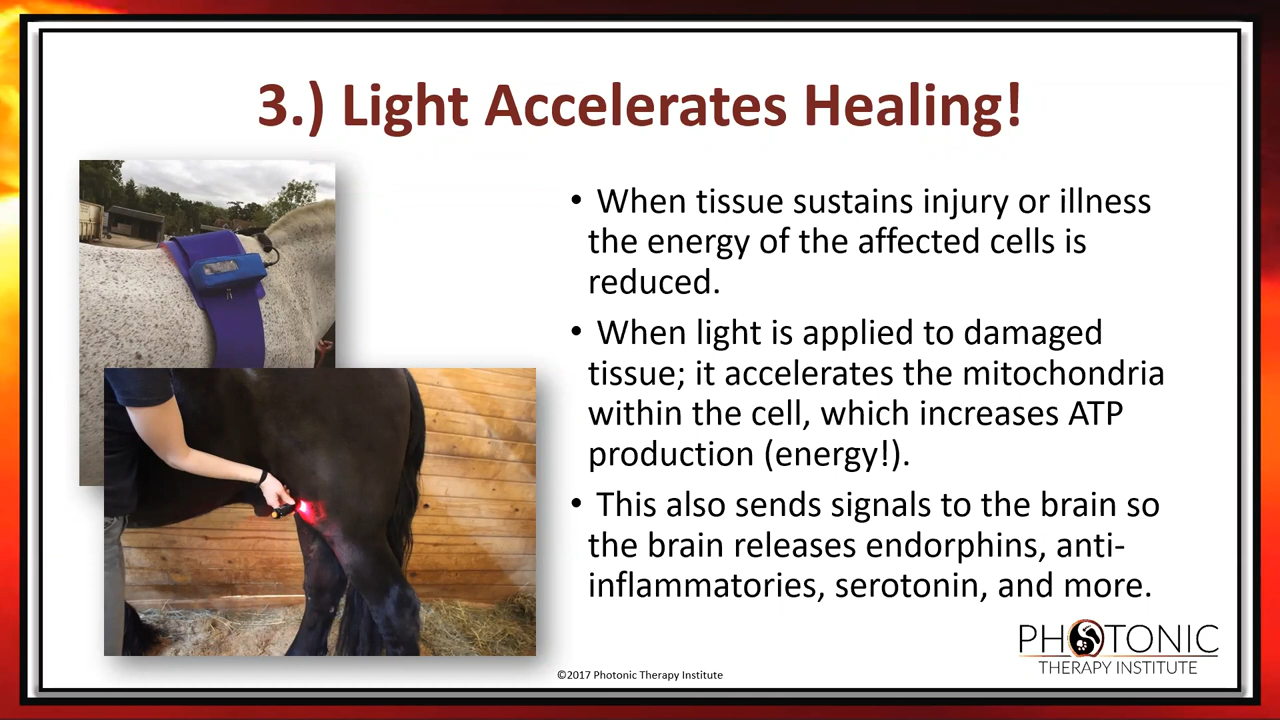 3.) Light Accelerates Healing!
• When tissue sustains injury or illness
the energy of the affected cells is
reduced.
• When light is applied to damaged
tissue; it accelerates the mitochondria
within the cell, which increases ATP
production (energy!).
• This also sends signals to the brain so
the brain releases endorphins, anti-
inflammatories, serotonin, and more.
PHOTONIC
THERAPY INSTITUTE
©2017 Photonic Therapy Institute